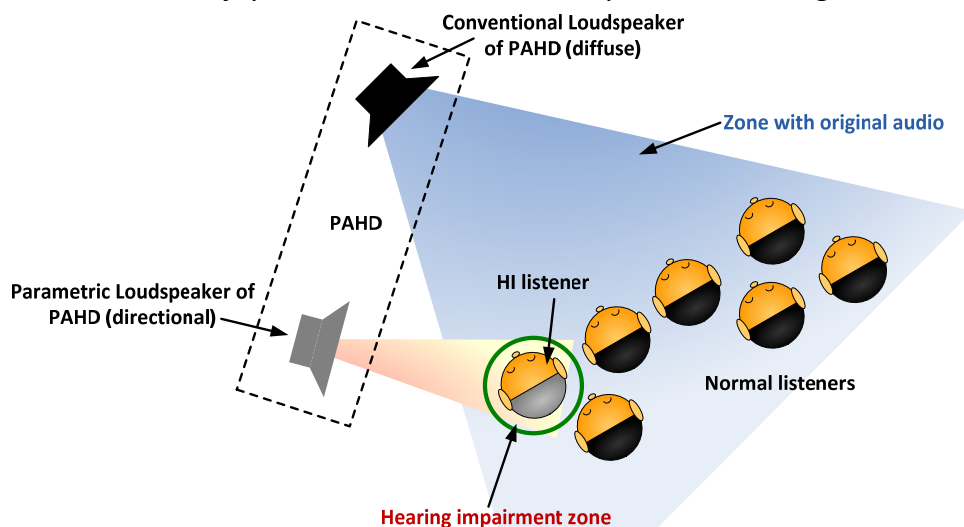 Conventional Loudspeaker
of PAHD (diffuse)
Zone with original audio
PAHD
HI listener
Parametric Loudspeaker of
PAHD (directional)
Normal listeners
Hearing impairment zone